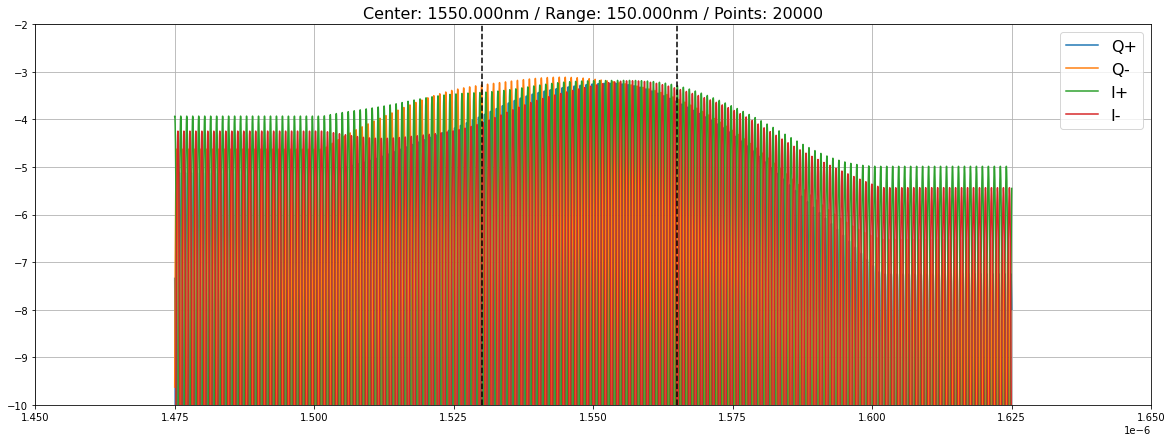 Center: 1550.000nm / Range: 150.000nm / Points: 20000
−2
−3
−4
−5
−6
−7
−8
−9
−10
Q+
Q-
I+
I-
1.450 1.475 1.500 1.525 1.550 1.575 1.600 1.625 1.650
1e−6